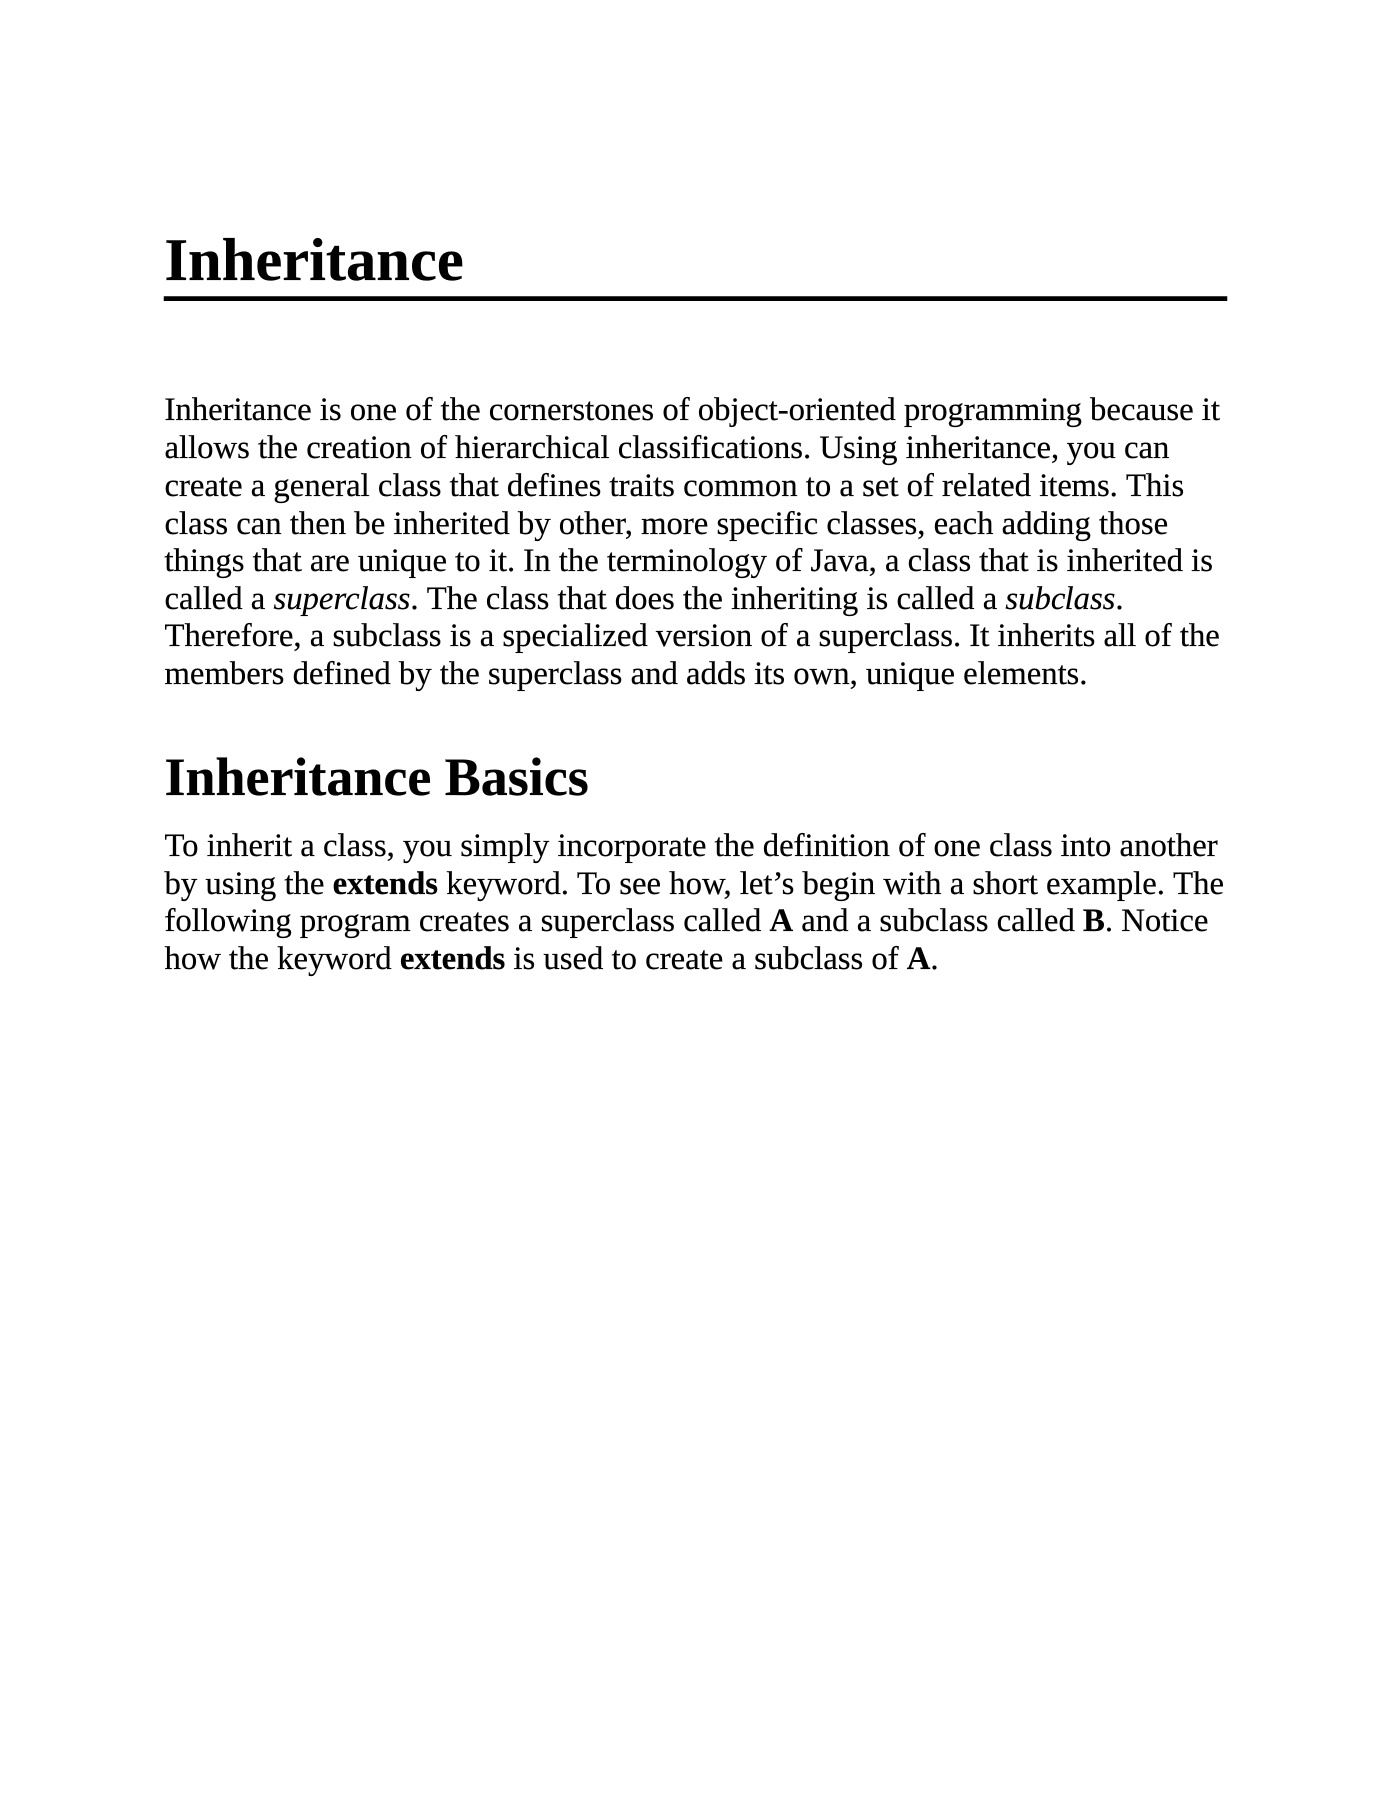 Inheritance
Inheritance is one of the cornerstones of object-oriented programming because it
allows the creation of hierarchical classifications. Using inheritance, you can
create a general class that defines traits common to a set of related items. This
class can then be inherited by other, more specific classes, each adding those
things that are unique to it. In the terminology of Java, a class that is inherited is
called a superclass. The class that does the inheriting is called a subclass.
Therefore, a subclass is a specialized version of a superclass. It inherits all of the
members defined by the superclass and adds its own, unique elements.
Inheritance Basics
To inherit a class, you simply incorporate the definition of one class into another
by using the extends keyword. To see how, let’s begin with a short example. The
following program creates a superclass called A and a subclass called B. Notice
how the keyword extends is used to create a subclass of A.